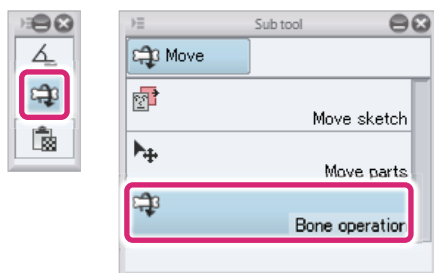 Sub tool
Move
Move sketch
Move parts
Bone operation